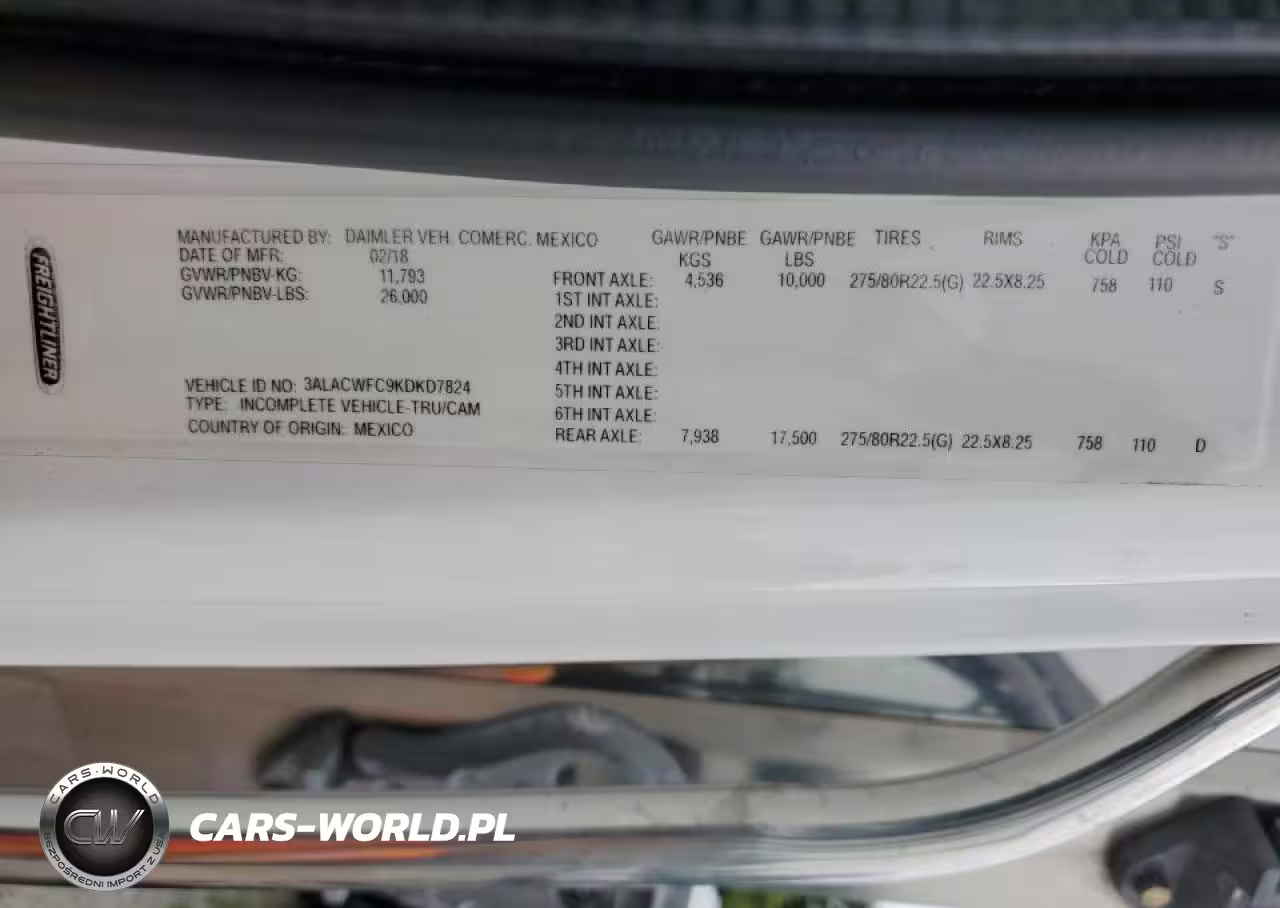 FREIGHTLINER
MANUFACTURED BY: DAIMLER VEH. COMERC. MEXICO
DATE OF MFR: 02/18
GVWR/PNBV-KG: 11,793
GVWR/PNBV-LBS: 26,000
VEHICLE ID NO: 3ALACWFC9KDKD7824
TYPE: INCOMPLETE VEHICLE-TRU/CAM
COUNTRY OF ORIGIN: MEXICO
GAWR/PNBE KGS GAWR/PNBE LBS TIRES RIMS KPA COLD PSI COLD "S"
FRONT AXLE: 4,536 10,000 275/80R22.5(G) 22.5X8.25 758 110 S
1ST INT AXLE:
2ND INT AXLE:
3RD INT AXLE:
4TH INT AXLE:
5TH INT AXLE:
6TH INT AXLE:
REAR AXLE: 7,938 17,500 275/80R22.5(G) 22.5X8.25 758 110 D
CARS-WORLD
CW
BEZPOŚREDNI IMPORT Z USA
CARS-WORLD.PL